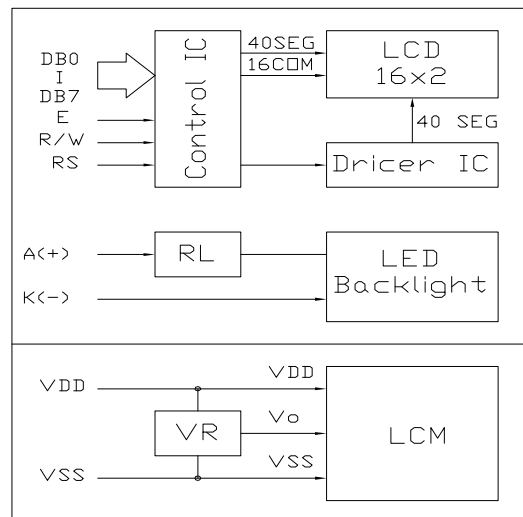 DB0
I
DB7
E
R/W
RS
Control IC
40SEG
16COM
LCD
16x2
40 SEG
Dricer IC
A(+)
RL
LED
Backlight
K(-)
VDD
VDD
VR
Vo
LCM
VSS
VSS